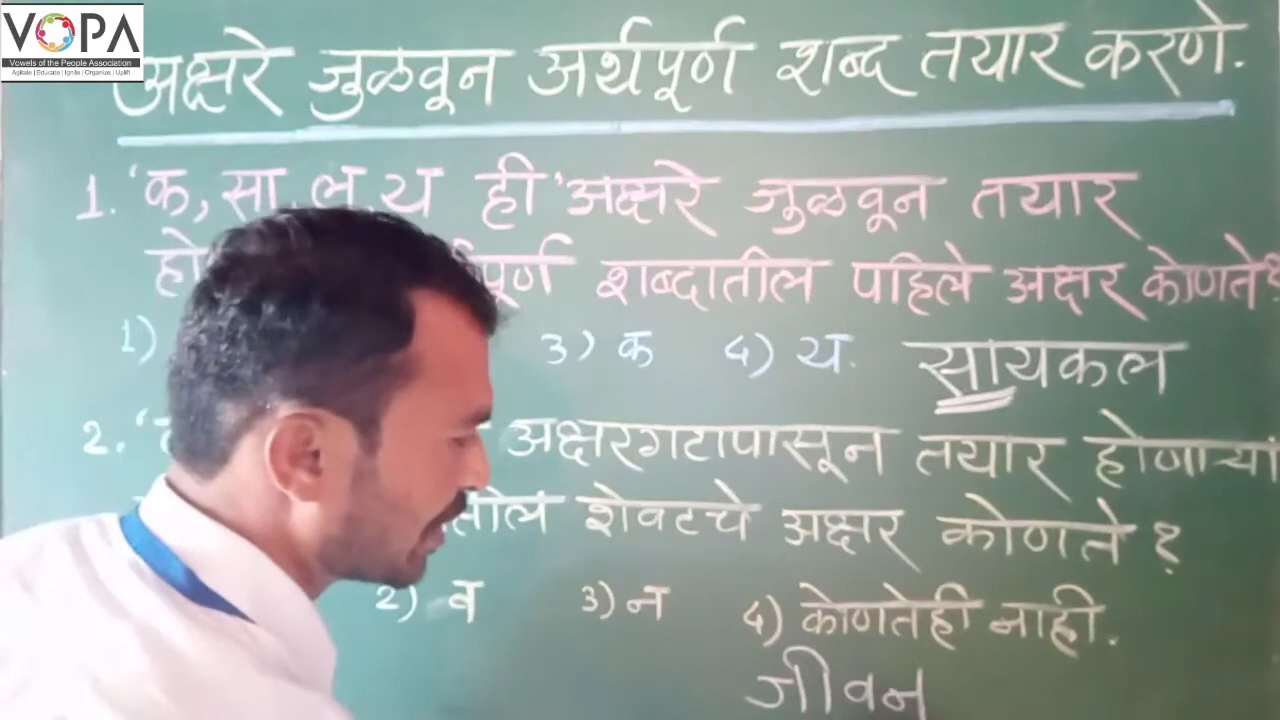 VOPA
Vowels of the People Association
Agitate | Educate | Ignite | Organize | Uplift
अक्षरे जुळवून अर्थपूर्ण शब्द तयार करणे.
1. 'क, सा, ल, य ही 'अक्षरे जुळवून तयार
शब्दातील पहिले अक्षर कोणते?
1) 3) क 4) य. सायकल
2. अक्षरगटापासून तयार होणाऱ्या
शेवटचे अक्षर कोणते?
2) व 3) न 4) कोणतेही नाही.
जीवन